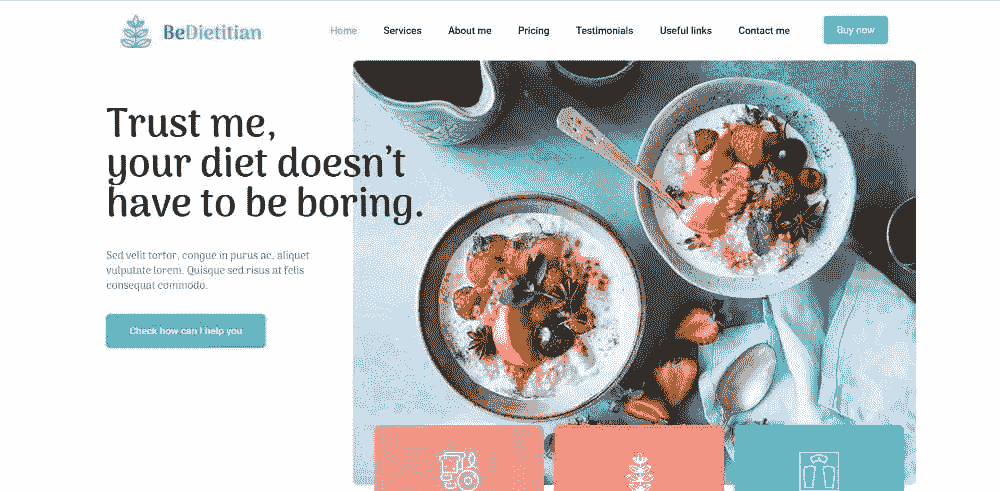 BeDietitian
Home Services About me Pricing Testimonials Useful links Contact me Buy now
Trust me,
your diet doesn't
have to be boring.
Sed velit tortor, congue in purus ac, aliquet
vulputate lorem. Quisque sed risus at felis
consequat commodo.
Check how can I help you